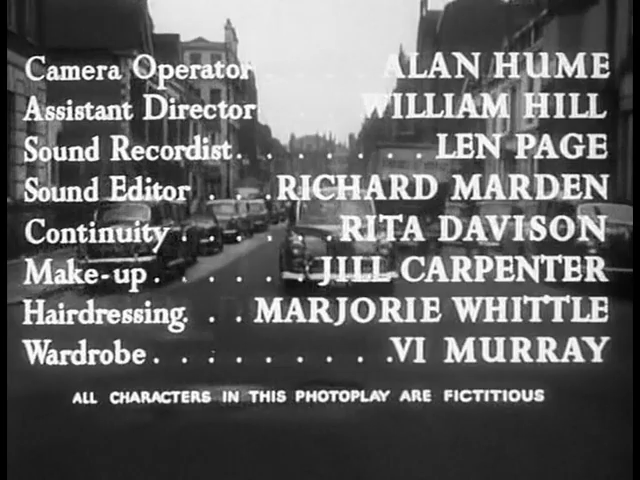 Camera Operator . . . . ALAN HUME
Assistant Director WILLIAM HILL
Sound Recordist. . . . . . LEN PAGE
Sound Editor . . . RICHARD MARDEN
Continuity . . . . . RITA DAVISON
Make-up . . . . . . JILL CARPENTER
Hairdressing. . . MARJORIE WHITTLE
Wardrobe . . . . . . . . . VI MURRAY
ALL CHARACTERS IN THIS PHOTOPLAY ARE FICTITIOUS